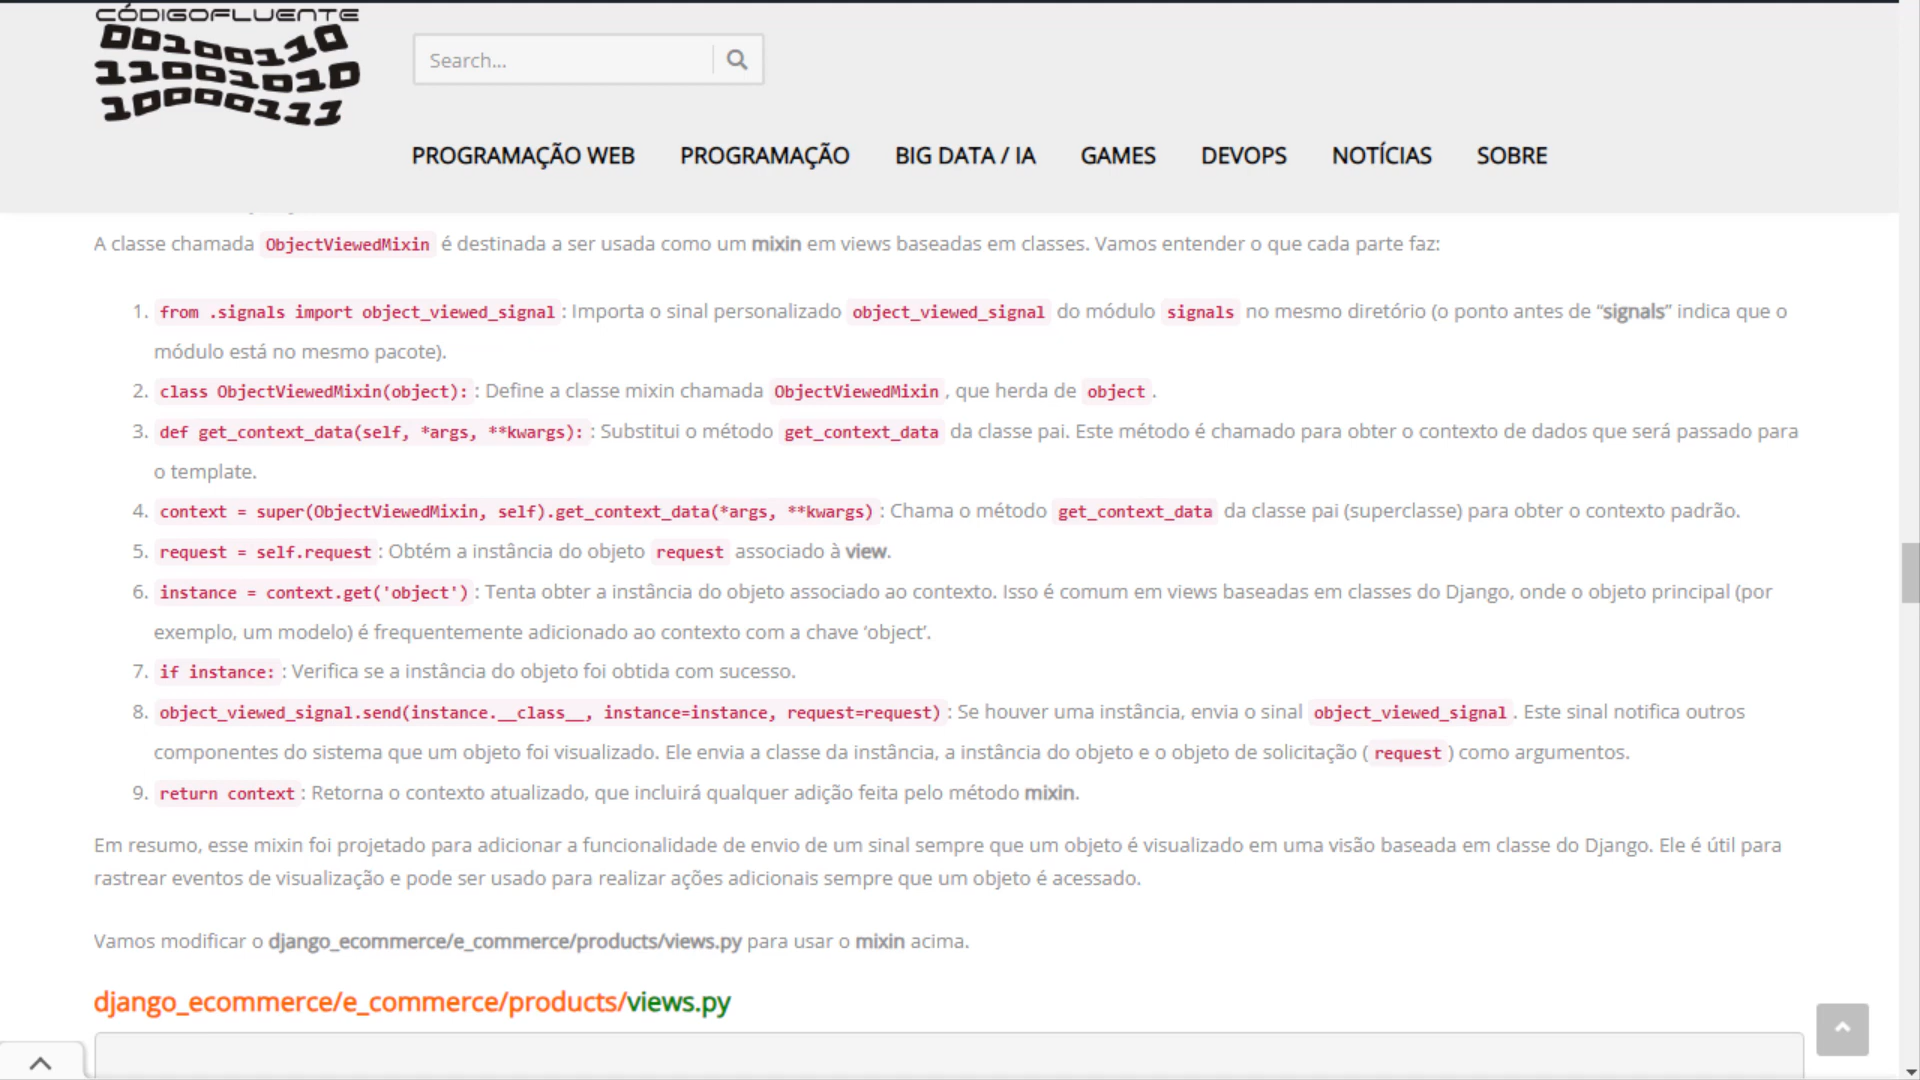 CÓDIGOFLUENTE
00100110
11001010
10000111
Search...
PROGRAMAÇÃO WEB PROGRAMAÇÃO BIG DATA / IA GAMES DEVOPS NOTÍCIAS SOBRE
A classe chamada ObjectViewedMixin é destinada a ser usada como um mixin em views baseadas em classes. Vamos entender o que cada parte faz:
1. from .signals import object_viewed_signal : Importa o sinal personalizado object_viewed_signal do módulo signals no mesmo diretório (o ponto antes de “signals” indica que o
módulo está no mesmo pacote).
2. class ObjectViewedMixin(object): : Define a classe mixin chamada ObjectViewedMixin , que herda de object .
3. def get_context_data(self, *args, **kwargs): : Substitui o método get_context_data da classe pai. Este método é chamado para obter o contexto de dados que será passado para
o template.
4. context = super(ObjectViewedMixin, self).get_context_data(*args, **kwargs) : Chama o método get_context_data da classe pai (superclasse) para obter o contexto padrão.
5. request = self.request : Obtém a instância do objeto request associado à view.
6. instance = context.get('object') : Tenta obter a instância do objeto associado ao contexto. Isso é comum em views baseadas em classes do Django, onde o objeto principal (por
exemplo, um modelo) é frequentemente adicionado ao contexto com a chave ‘object’.
7. if instance: : Verifica se a instância do objeto foi obtida com sucesso.
8. object_viewed_signal.send(instance.__class__, instance=instance, request=request) : Se houver uma instância, envia o sinal object_viewed_signal . Este sinal notifica outros
componentes do sistema que um objeto foi visualizado. Ele envia a classe da instância, a instância do objeto e o objeto de solicitação ( request ) como argumentos.
9. return context : Retorna o contexto atualizado, que incluirá qualquer adição feita pelo método mixin.
Em resumo, esse mixin foi projetado para adicionar a funcionalidade de envio de um sinal sempre que um objeto é visualizado em uma visão baseada em classe do Django. Ele é útil para
rastrear eventos de visualização e pode ser usado para realizar ações adicionais sempre que um objeto é acessado.
Vamos modificar o django_ecommerce/e_commerce/products/views.py para usar o mixin acima.
django_ecommerce/e_commerce/products/views.py